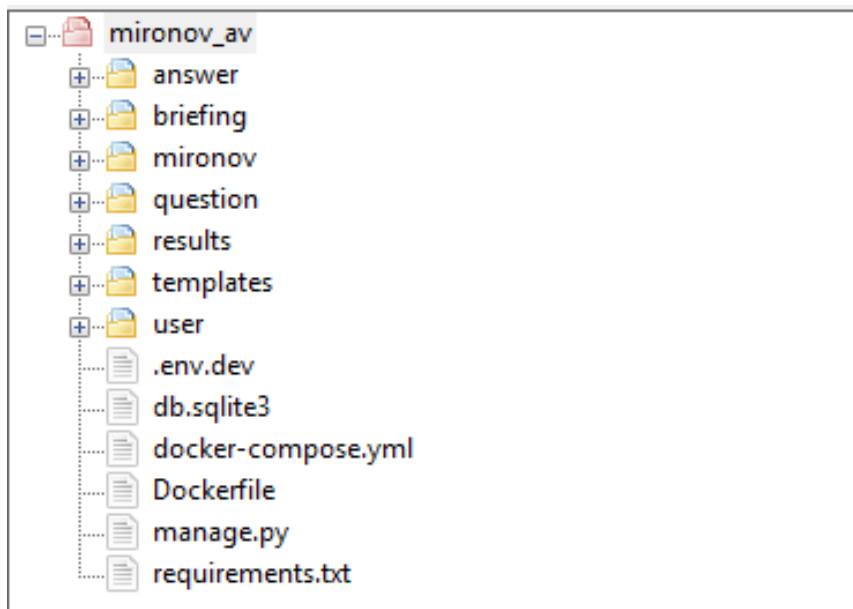 mironov_av
answer
briefing
mironov
question
results
templates
user
.env.dev
db.sqlite3
docker-compose.yml
Dockerfile
manage.py
requirements.txt